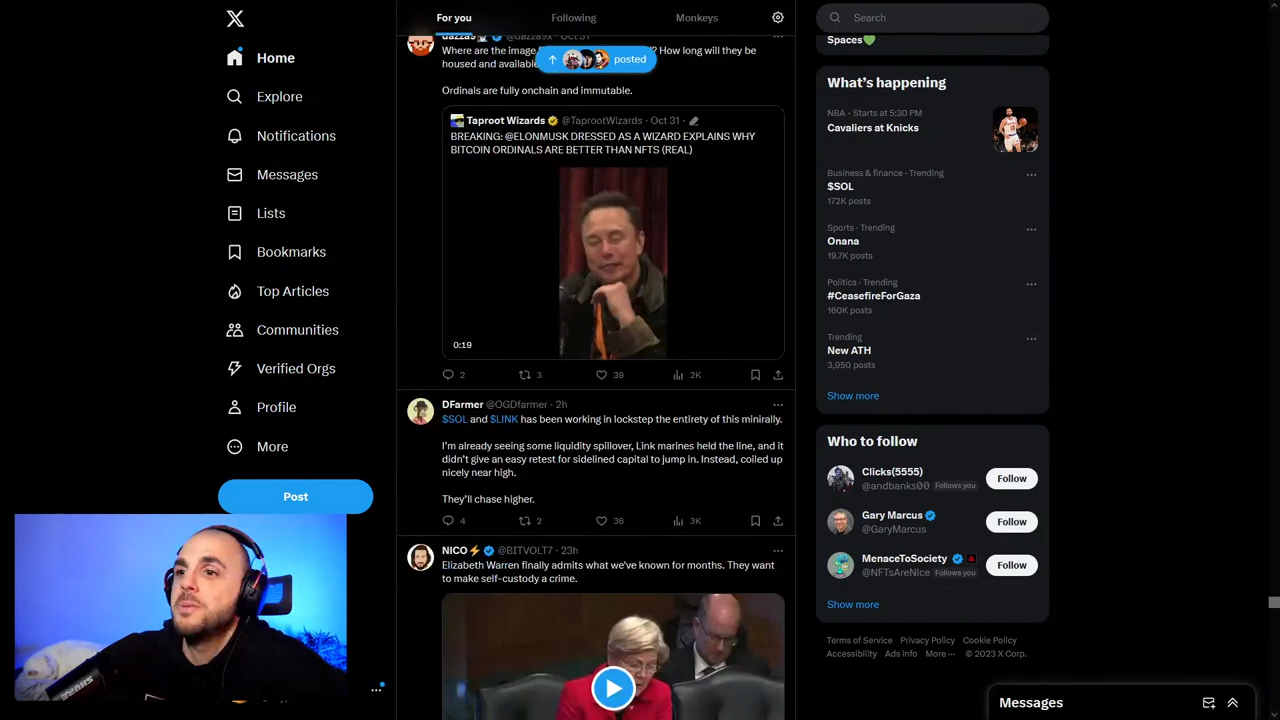 Home
Explore
Notifications
Messages
Lists
Bookmarks
Top Articles
Communities
Verified Orgs
Profile
More
Post
For you
Following
Monkeys
posted
Where are the image
? How long will they be
housed and available
Ordinals are fully onchain and immutable.
Taproot Wizards @TaprootWizards · Oct 31 ·
BREAKING: @ELONMUSK DRESSED AS A WIZARD EXPLAINS WHY
BITCOIN ORDINALS ARE BETTER THAN NFTS (REAL)
0:19
2 3 39 2K
DFarmer @OGDfarmer · 2h
$SOL and $LINK has been working in lockstep the entirety of this minirally.
I'm already seeing some liquidity spillover, Link marines held the line, and it
didn't give an easy retest for sidelined capital to jump in. Instead, coiled up
nicely near high.
They'll chase higher.
4 2 36 3K
NICO⚡ @BITVOLT7 · 23h
Elizabeth Warren finally admits what we've known for months. They want
to make self-custody a crime.
Search
Spaces💚
What's happening
NBA · Starts at 5:30 PM
Cavaliers at Knicks
Business & finance · Trending
$SOL
172K posts
Sports · Trending
Onana
19.7K posts
Politics · Trending
#CeasefireForGaza
160K posts
Trending
New ATH
3,950 posts
Show more
Who to follow
Clicks(5555)
@andbanks00 Follows you
Follow
Gary Marcus
@GaryMarcus
Follow
MenaceToSociety
@NFTsAreNice Follows you
Follow
Show more
Terms of Service Privacy Policy Cookie Policy
Accessibility Ads info More ··· © 2023 X Corp.
Messages